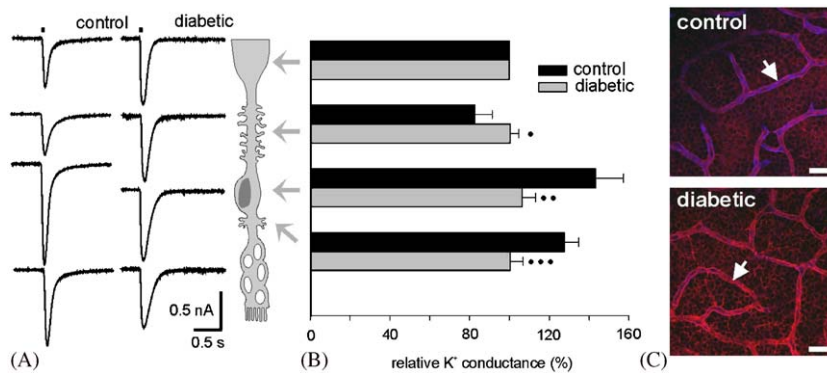 control diabetic
0.5 nA
0.5 s
(A)
control
diabetic
0 40 80 120 160
relative K⁺ conductance (%)
(B)
control
diabetic
(C)